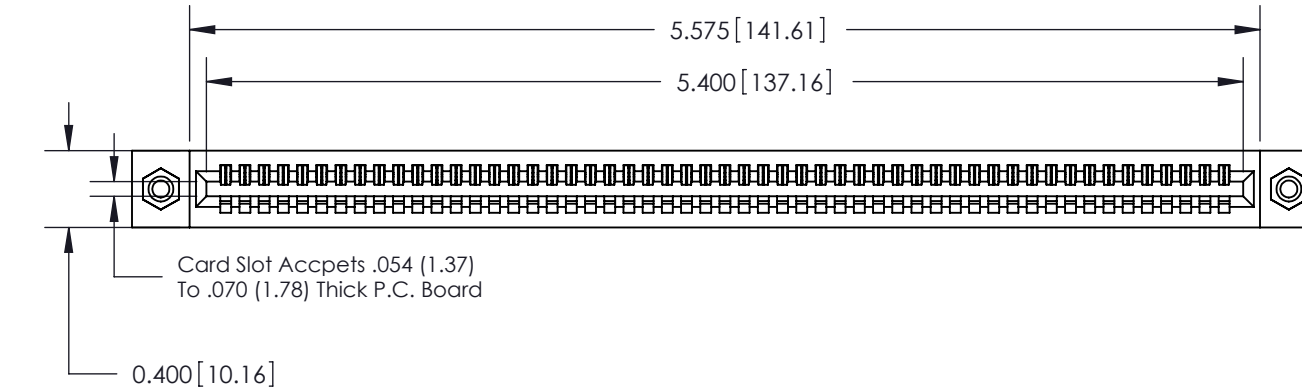 5.575[141.61]
5.400[137.16]
Card Slot Accpets .054 (1.37)
To .070 (1.78) Thick P.C. Board
0.400[10.16]